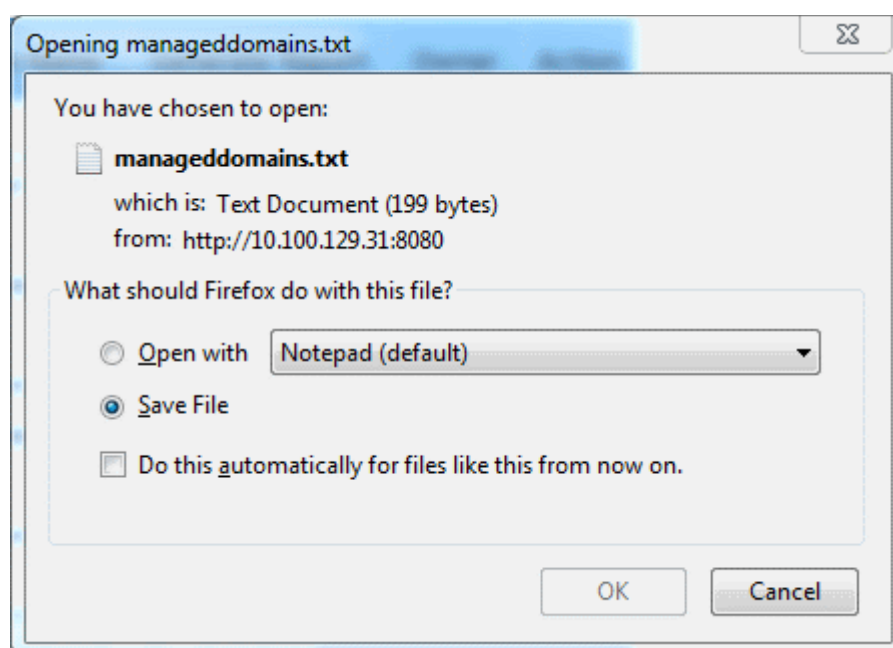 Opening manageddomains.txt
You have chosen to open:
manageddomains.txt
which is: Text Document (199 bytes)
from: http://10.100.129.31:8080
What should Firefox do with this file?
Open with Notepad (default)
Save File
Do this automatically for files like this from now on.
OK Cancel